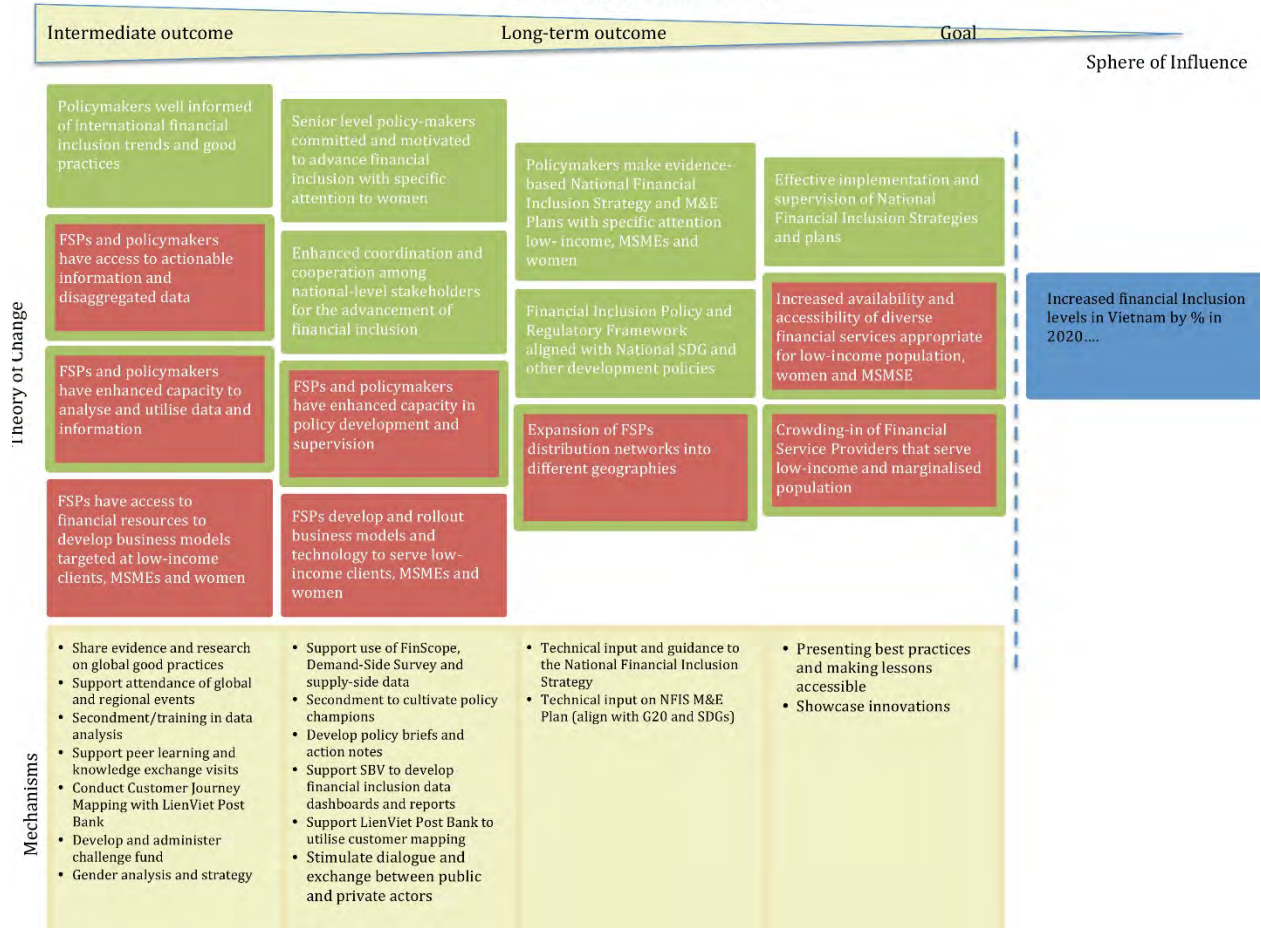 Intermediate outcome
Long-term outcome
Goal
Sphere of Influence
Theory of Change
Policymakers well informed
of international financial
inclusion trends and good
practices
FSPs and policymakers
have access to actionable
information and
disaggregated data
FSPs and policymakers
have enhanced capacity to
analyse and utilise data and
information
FSPs have access to
financial resources to
develop business models
targeted at low-income
clients, MSMEs and women
Senior level policy-makers
committed and motivated
to advance financial
inclusion with specific
attention to women
Enhanced coordination and
cooperation among
national-level stakeholders
for the advancement of
financial inclusion
FSPs and policymakers
have enhanced capacity in
policy development and
supervision
FSPs develop and rollout
business models and
technology to serve low-
income clients, MSMEs and
women
Policymakers make evidence-
based National Financial
Inclusion Strategy and M&E
Plans with specific attention
low- income, MSMEs and
women
Financial Inclusion Policy and
Regulatory Framework
aligned with National SDG and
other development policies
Expansion of FSPs
distribution networks into
different geographies
Effective implementation and
supervision of National
Financial Inclusion Strategies
and plans
Increased availability and
accessibility of diverse
financial services appropriate
for low-income population,
women and MSMSE
Crowding-in of Financial
Service Providers that serve
low-income and marginalised
population
Increased financial Inclusion
levels in Vietnam by % in
2020....
Mechanisms
• Share evidence and research
on global good practices
• Support attendance of global
and regional events
• Secondment/training in data
analysis
• Support peer learning and
knowledge exchange visits
• Conduct Customer Journey
Mapping with LienViet Post
Bank
• Develop and administer
challenge fund
• Gender analysis and strategy
• Support use of FinScope,
Demand-Side Survey and
supply-side data
• Secondment to cultivate policy
champions
• Develop policy briefs and
action notes
• Support SBV to develop
financial inclusion data
dashboards and reports
• Support LienViet Post Bank to
utilise customer mapping
• Stimulate dialogue and
exchange between public
and private actors
• Technical input and guidance to
the National Financial Inclusion
Strategy
• Technical input on NFIS M&E
Plan (align with G20 and SDGs)
• Presenting best practices
and making lessons
accessible
• Showcase innovations